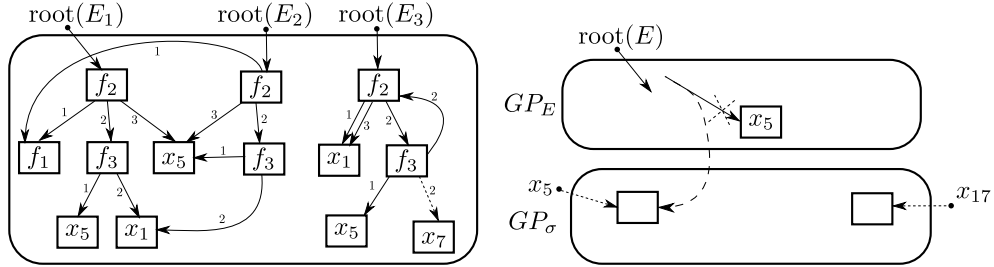 root(E₁) root(E₂) root(E₃)
1
f₂ f₂ f₂
1 2 3 3 2 1 3 2 2
f₁ f₃ x₅ 1 f₃ x₁ f₃
1 2 2 1 2
x₅ x₁ x₅ x₇
root(E)
GP_E
x₅
x₅ x₁₇
GP_σ